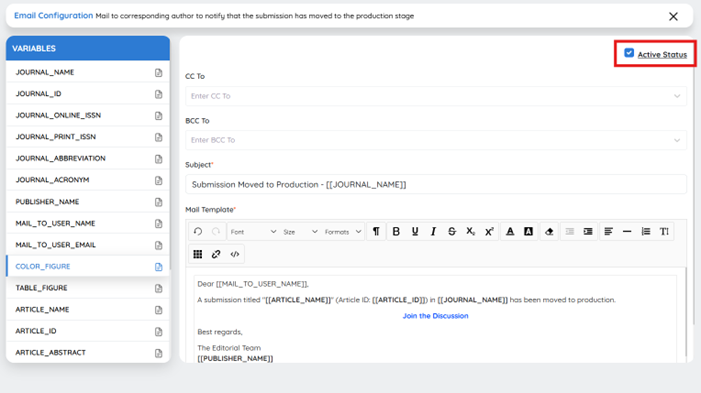 Email Configuration Mail to corresponding author to notify that the submission has moved to the production stage
VARIABLES
JOURNAL_NAME
JOURNAL_ID
JOURNAL_ONLINE_ISSN
JOURNAL_PRINT_ISSN
JOURNAL_ABBREVIATION
JOURNAL_ACRONYM
PUBLISHER_NAME
MAIL_TO_USER_NAME
MAIL_TO_USER_EMAIL
COLOR_FIGURE
TABLE_FIGURE
ARTICLE_NAME
ARTICLE_ID
ARTICLE_ABSTRACT
Active Status
CC To
Enter CC To
BCC To
Enter BCC To
Subject*
Submission Moved to Production - [[JOURNAL_NAME]]
Mail Template*
Font Size Formats ¶ B U I S X₂ X² A A T!
Dear [[MAIL_TO_USER_NAME]],
A submission titled "[[ARTICLE_NAME]]" (Article ID: [[ARTICLE_ID]]) in [[JOURNAL_NAME]] has been moved to production.
Join the Discussion
Best regards,
The Editorial Team
[[PUBLISHER_NAME]]